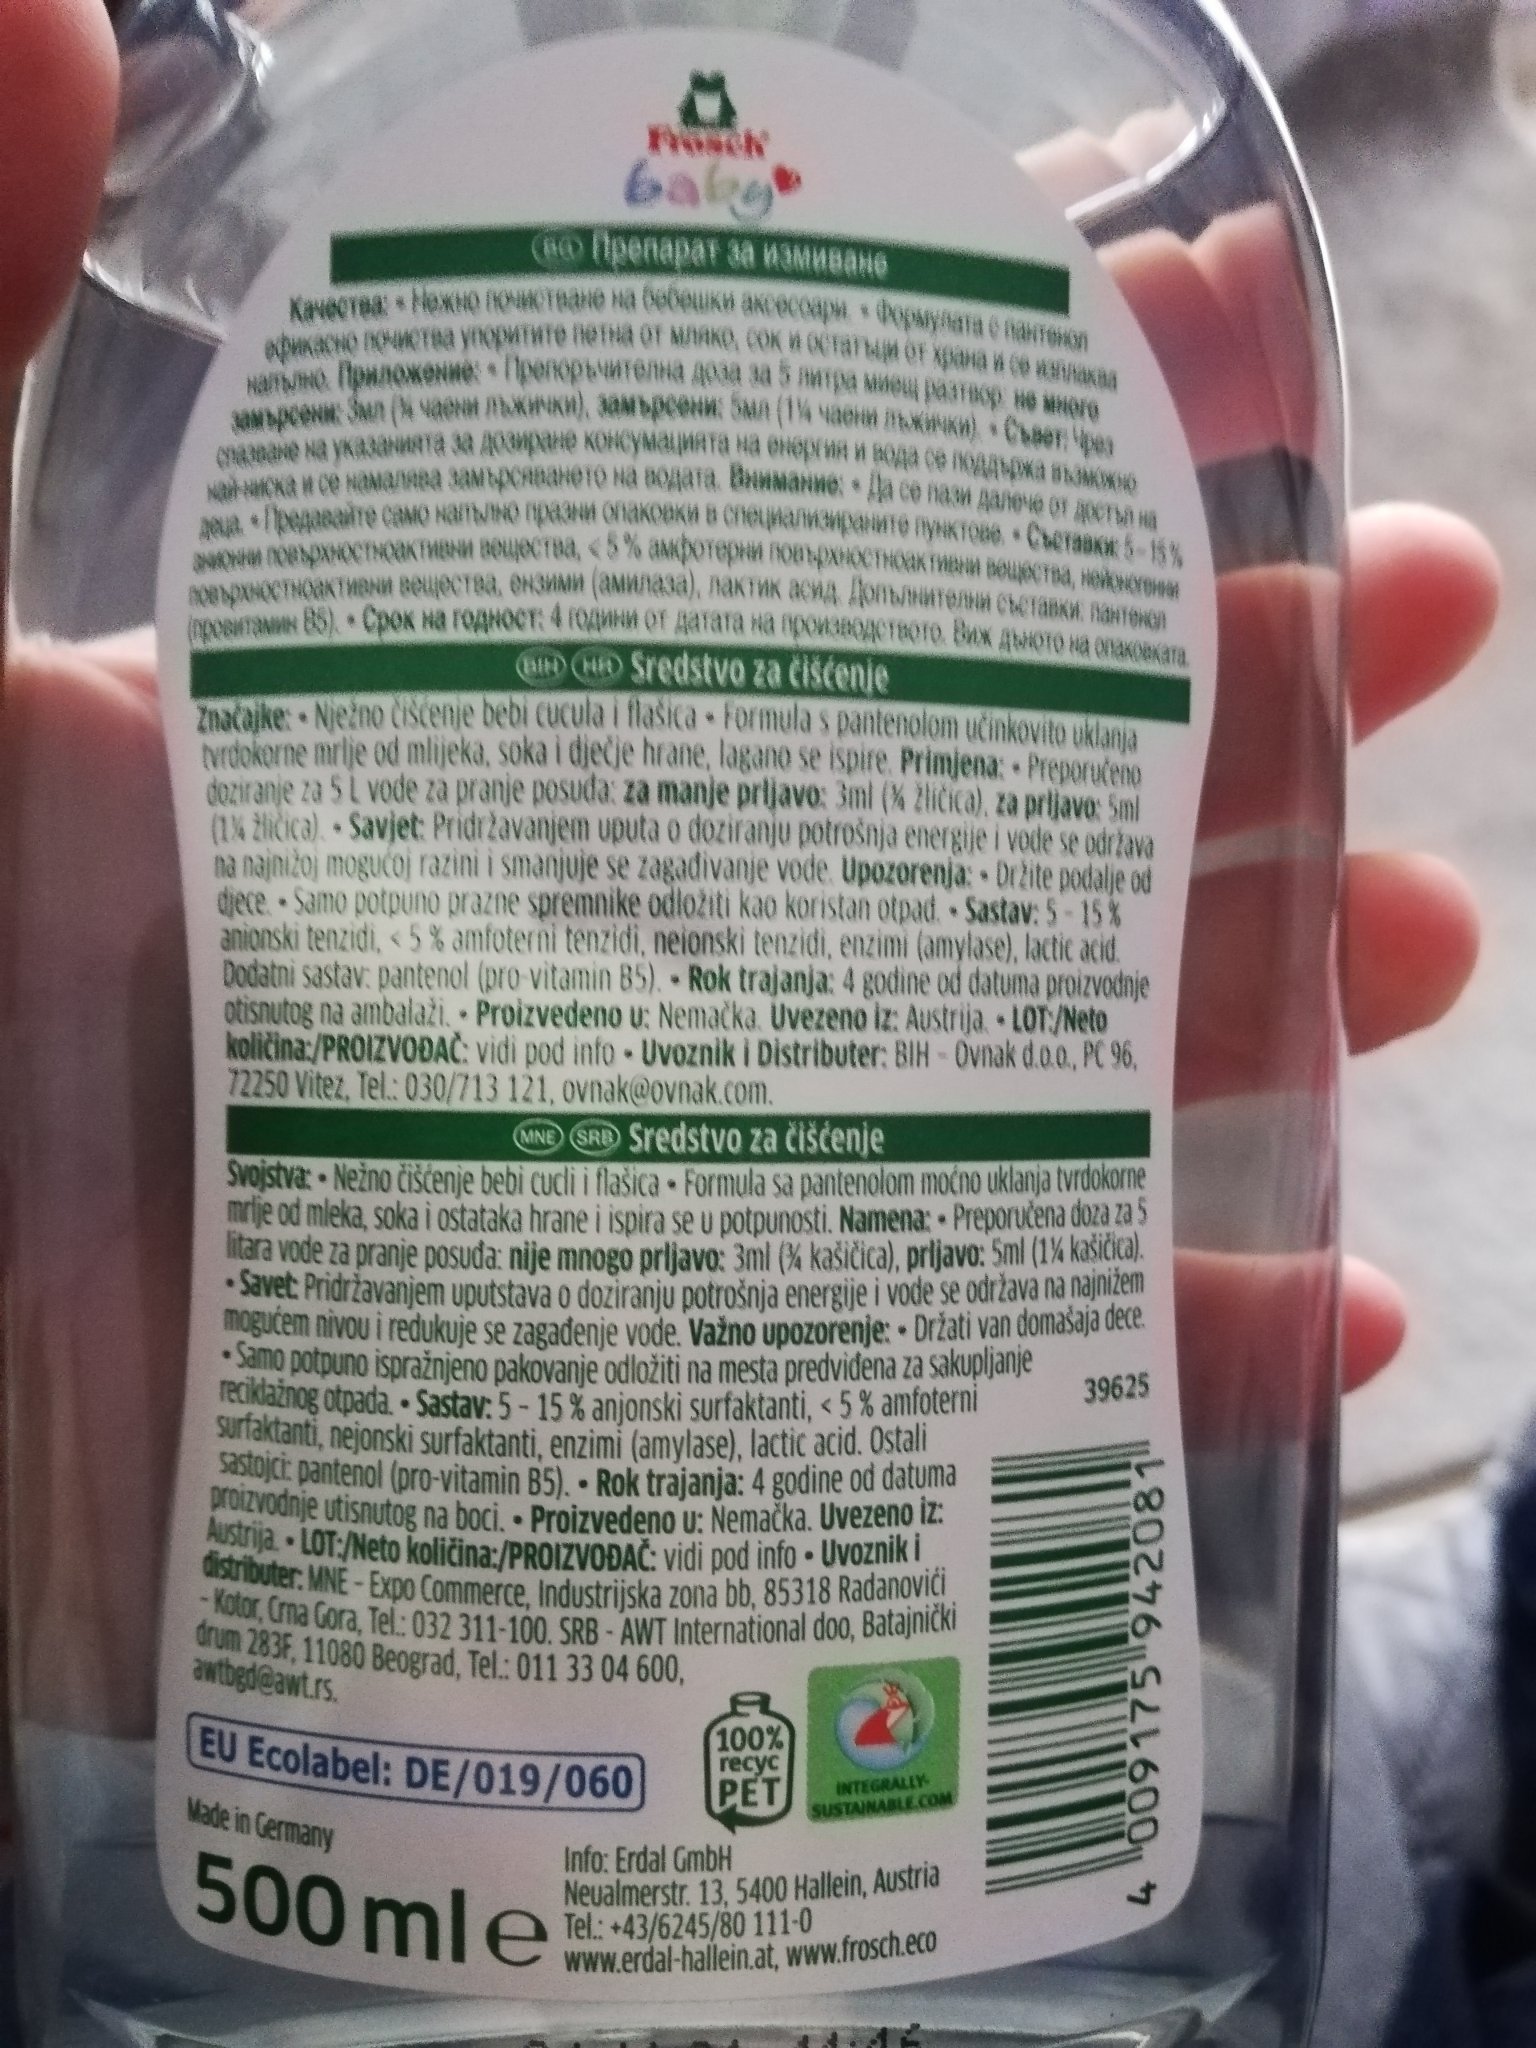 Frosch
baby
BG Препарат за измиване
Качества: • Нежно почистване на бебешки аксесоари. • Формулата с пантенол
ефикасно почиства упоритите петна от мляко, сок и остатъци от храна и се изплаква
напълно. Приложение: • Препоръчителна доза за 5 литра миещ разтвор: не много
замърсени: 3мл (¾ чаени лъжички), замърсени: 5мл (1¼ чаени лъжички). • Съвет: Чрез
спазване на указанията за дозиране консумацията на енергия и вода се поддържа възможно
най-ниска и се намалява замърсяването на водата. Внимание: • Да се пази далече от достъп на
деца. • Предавайте само напълно празни опаковки в специализираните пунктове. • Съставки: 5-15 %
анионни повърхностноактивни вещества, < 5 % амфотерни повърхностноактивни вещества, нейоногенни
повърхностноактивни вещества, ензими (амилаза), лактик асид. Допълнителни съставки: пантенол
(провитамин B5). • Срок на годност: 4 години от датата на производството. Виж дъното на опаковката.
BIH HR Sredstvo za čišćenje
Značajke: • Nježno čišćenje bebi cucula i flašica • Formula s pantenolom učinkovito uklanja
tvrdokorne mrlje od mlijeka, soka i dječje hrane, lagano se ispire. Primjena: • Preporučeno
doziranje za 5 L vode za pranje posuđa: za manje prljavo: 3ml (¾ žličica), za prljavo: 5ml
(1¼ žličica). • Savjet: Pridržavanjem uputa o doziranju potrošnja energije i vode se održava
na najnižoj mogućoj razini i smanjuje se zagađivanje vode. Upozorenja: • Držite podalje od
djece. • Samo potpuno prazne spremnike odložiti kao koristan otpad. • Sastav: 5 - 15 %
anionski tenzidi, < 5 % amfoterni tenzidi, neionski tenzidi, enzimi (amylase), lactic acid.
Dodatni sastav: pantenol (pro-vitamin B5). • Rok trajanja: 4 godine od datuma proizvodnje
otisnutog na ambalaži. • Proizvedeno u: Nemačka. Uvezeno iz: Austrija. • LOT:/Neto
količina:/PROIZVOĐAČ: vidi pod info • Uvoznik i Distributer: BIH - Ovnak d.o.o., PC 96,
72250 Vitez, Tel.: 030/713 121, ovnak@ovnak.com.
MNE SRB Sredstvo za čišćenje
Svojstva: • Nežno čišćenje bebi cucli i flašica • Formula sa pantenolom moćno uklanja tvrdokorne
mrlje od mleka, soka i ostataka hrane i ispira se u potpunosti. Namena: • Preporučena doza za 5
litara vode za pranje posuđa: nije mnogo prljavo: 3ml (¾ kašičica), prljavo: 5ml (1¼ kašičica).
• Savet: Pridržavanjem uputstava o doziranju potrošnja energije i vode se održava na najnižem
mogućem nivou i redukuje se zagađenje vode. Važno upozorenje: • Držati van domašaja dece.
• Samo potpuno ispražnjeno pakovanje odložiti na mesta predviđena za sakupljanje
reciklažnog otpada. • Sastav: 5 - 15 % anjonski surfaktanti, < 5 % amfoterni
surfaktanti, nejonski surfaktanti, enzimi (amylase), lactic acid. Ostali
sastojci: pantenol (pro-vitamin B5). • Rok trajanja: 4 godine od datuma
proizvodnje utisnutog na boci. • Proizvedeno u: Nemačka. Uvezeno iz:
Austrija. • LOT:/Neto količina:/PROIZVOĐAČ: vidi pod info • Uvoznik i
distributer: MNE - Expo Commerce, Industrijska zona bb, 85318 Radanovići
- Kotor, Crna Gora, Tel.: 032 311-100. SRB - AWT International doo, Batajnički
drum 283F, 11080 Beograd, Tel.: 011 33 04 600,
awtbgd@awt.rs.
39625
4 009175 942081
EU Ecolabel: DE/019/060
100%
recyc
PET
INTEGRALLY-
SUSTAINABLE.COM
Made in Germany
500 ml e
Info: Erdal GmbH
Neualmerstr. 13, 5400 Hallein, Austria
Tel.: +43/6245/80 111-0
www.erdal-hallein.at, www.frosch.eco